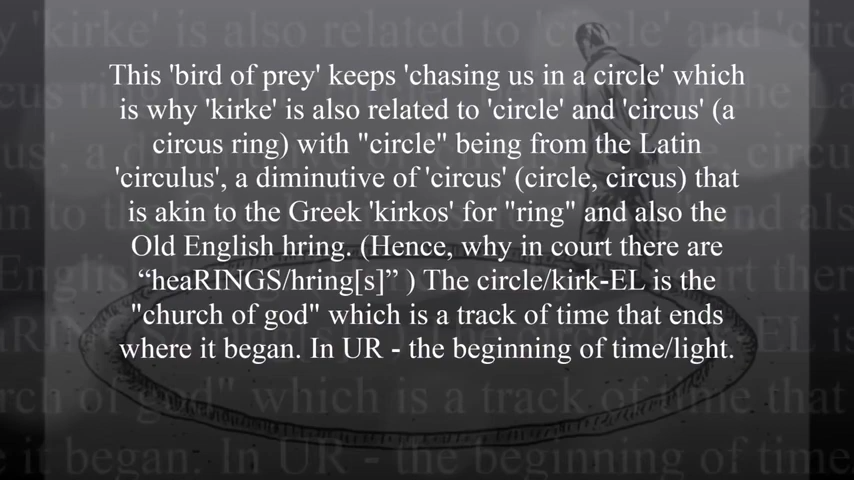 This 'bird of prey' keeps 'chasing us in a circle' which
is why 'kirke' is also related to 'circle' and 'circus' (a
circus ring) with "circle" being from the Latin
'circulus', a diminutive of 'circus' (circle, circus) that
is akin to the Greek 'kirkos' for "ring" and also the
Old English hring. (Hence, why in court there are
“heaRINGS/hring[s]” ) The circle/kirk-EL is the
"church of god" which is a track of time that ends
where it began. In UR - the beginning of time/light.